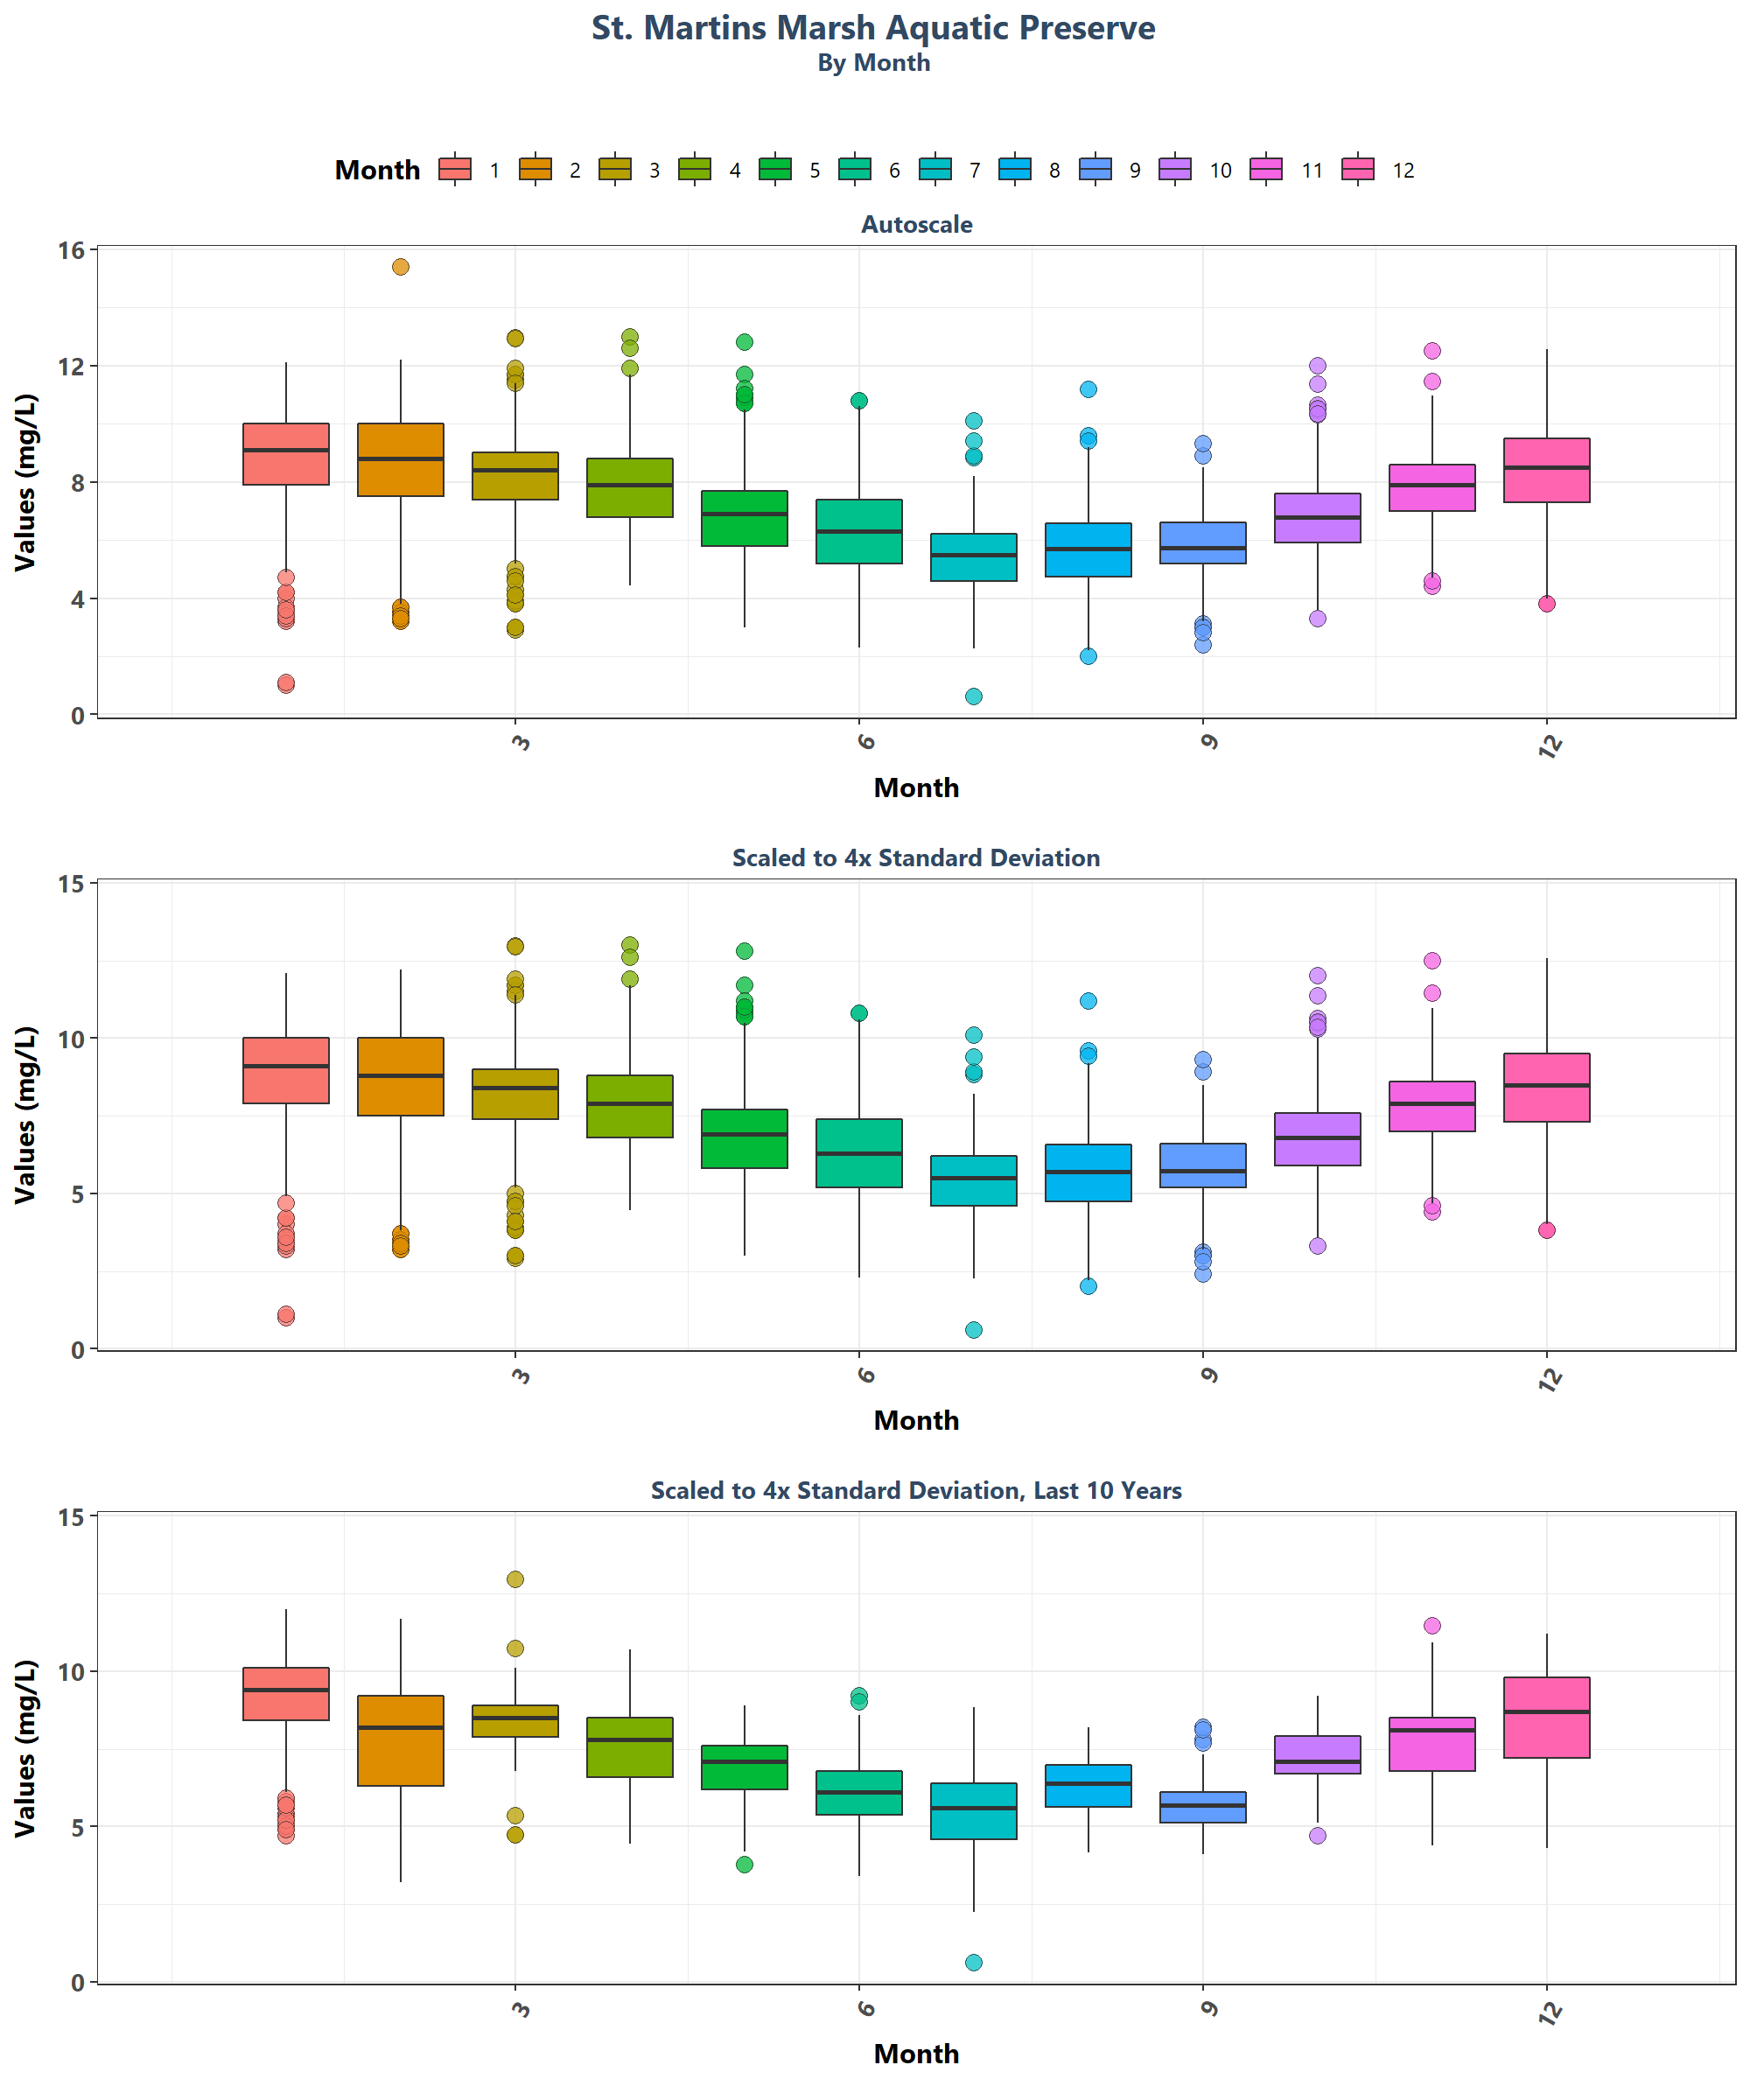 St. Martins Marsh Aquatic Preserve
By Month
Month 1 2 3 4 5 6 7 8 9 10 11 12
Autoscale
Values (mg/L)
16
12
8
4
0
3 6 9 12
Month
Scaled to 4x Standard Deviation
Values (mg/L)
15
10
5
0
3 6 9 12
Month
Scaled to 4x Standard Deviation, Last 10 Years
Values (mg/L)
15
10
5
0
3 6 9 12
Month